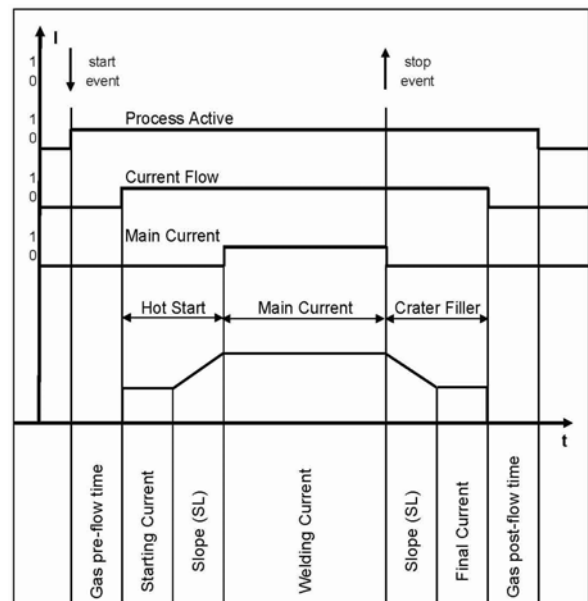 I
1
0
start
event
stop
event
1
0
Process Active
1
0
Current Flow
1
0
Main Current
Hot Start
Main Current
Crater Filler
t
Gas pre-flow time
Starting Current
Slope (SL)
Welding Current
Slope (SL)
Final Current
Gas post-flow time